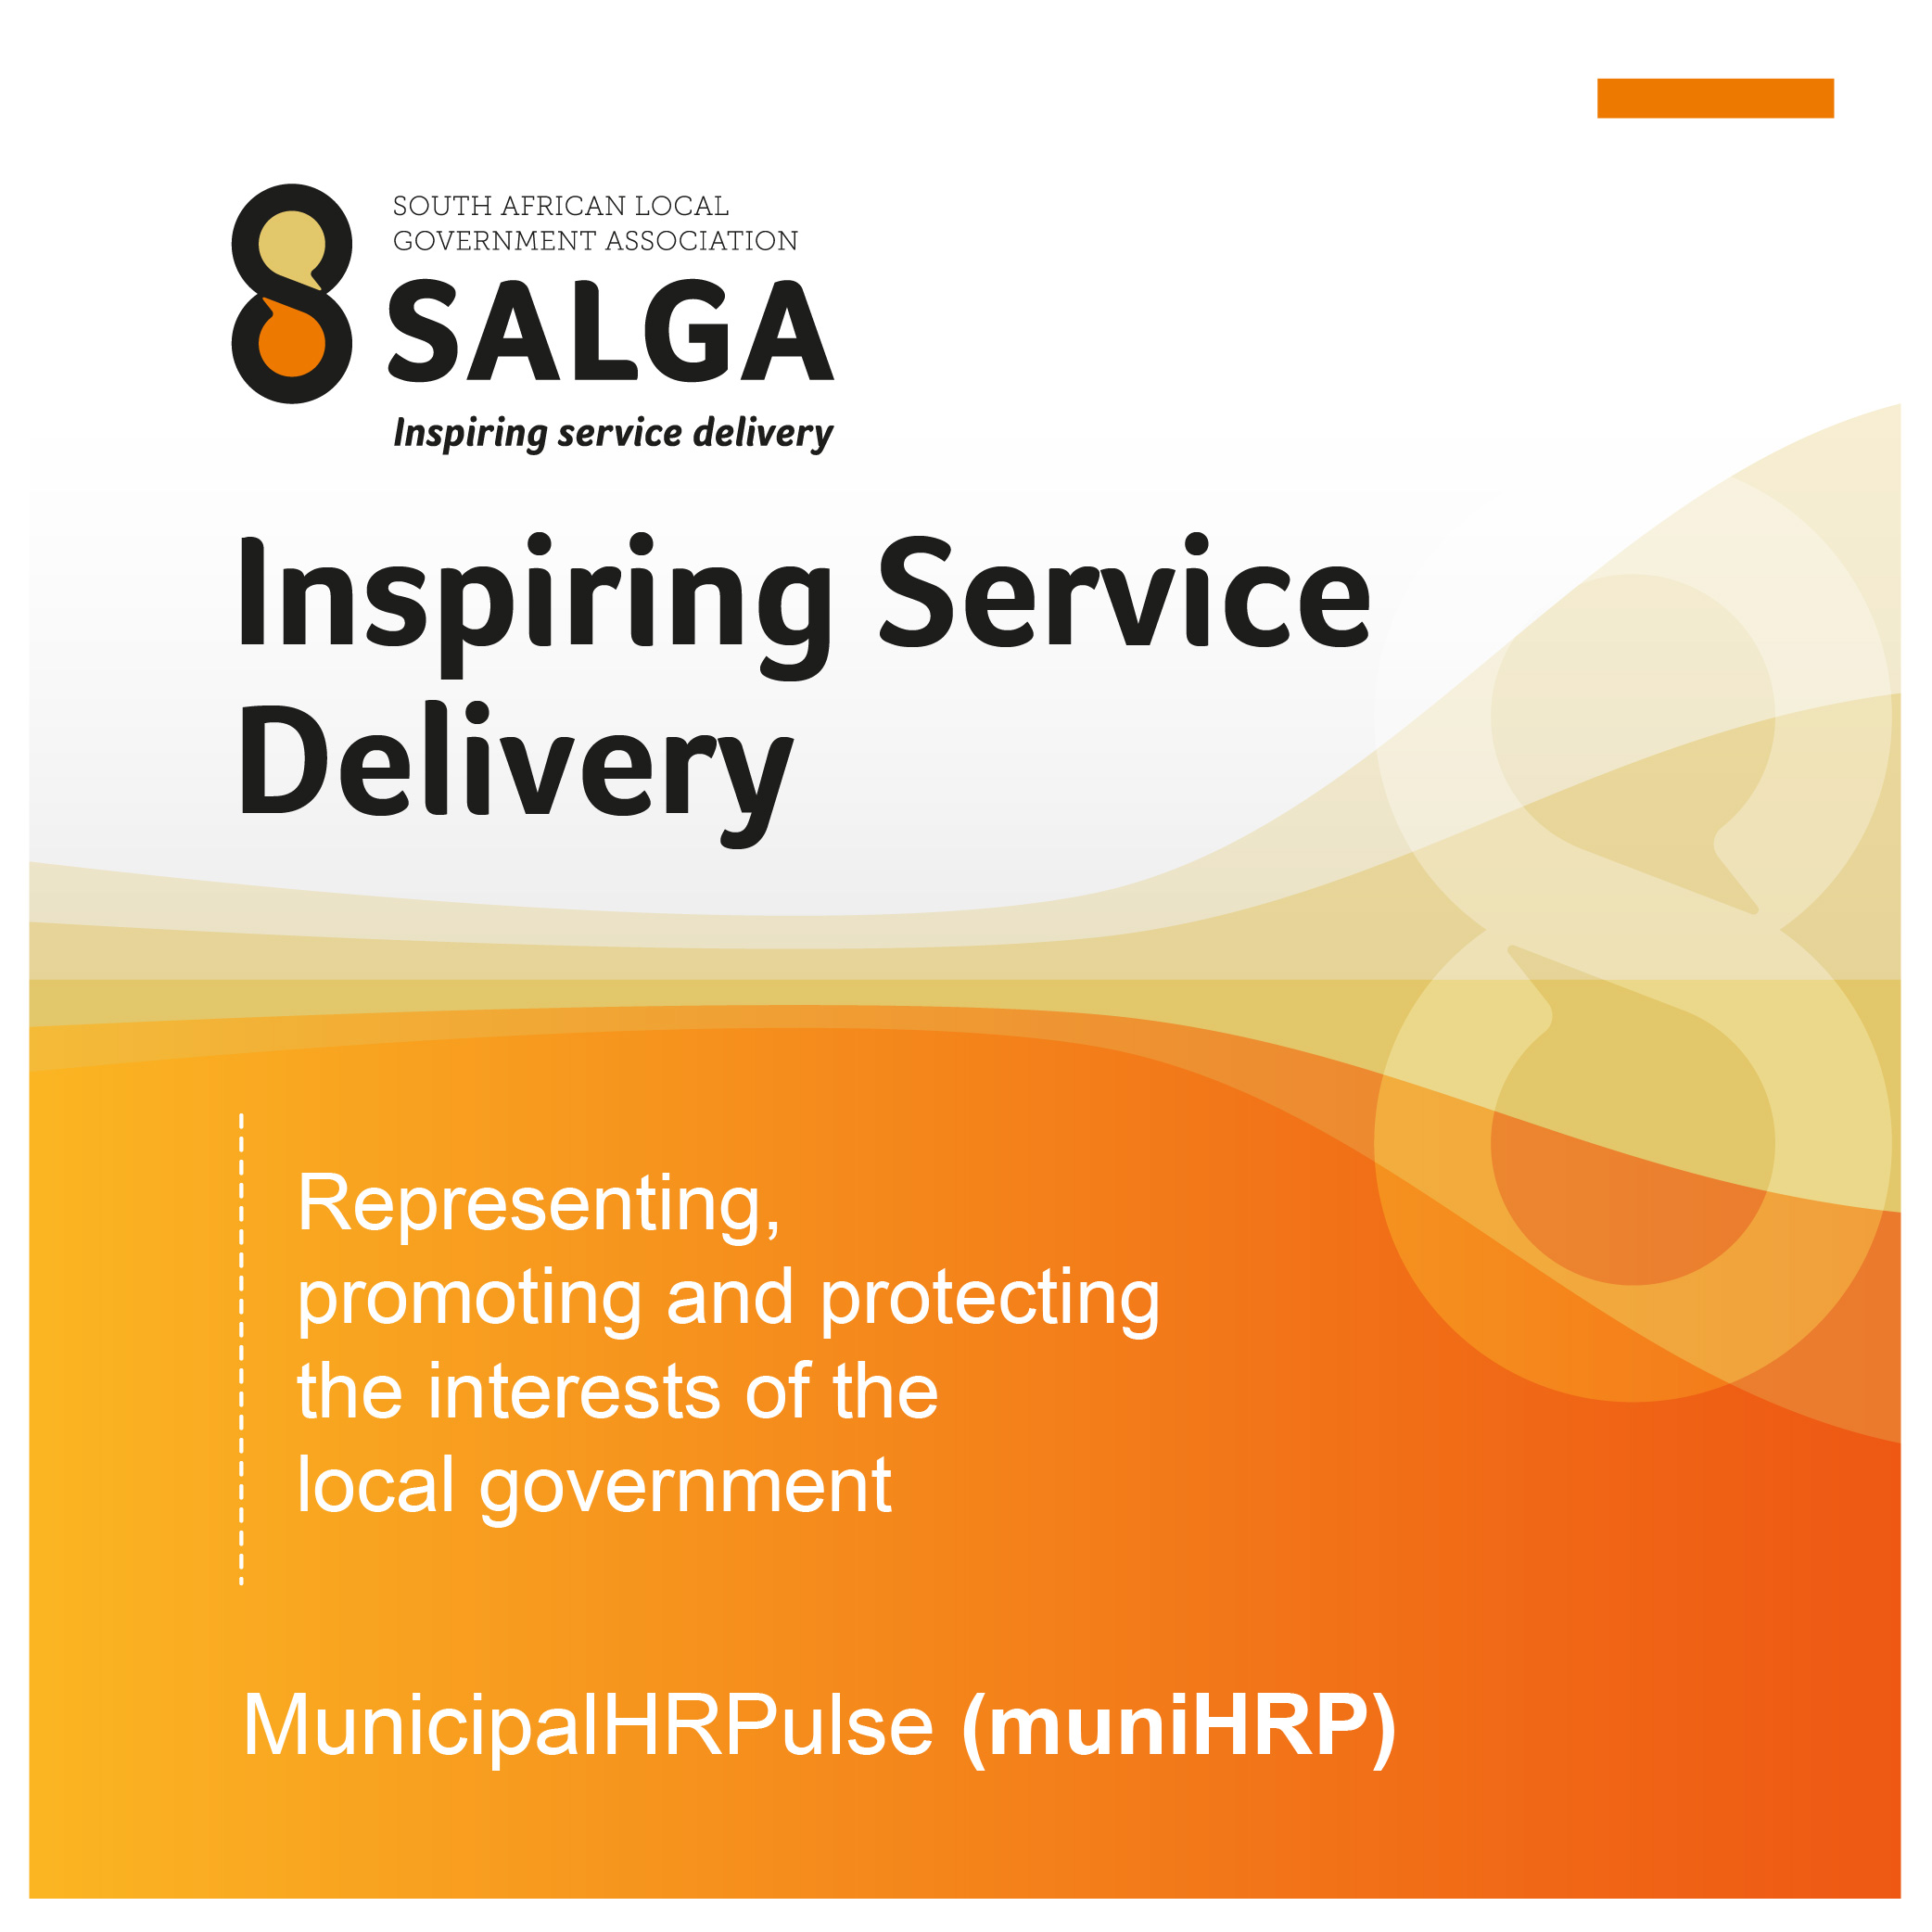 SOUTH AFRICAN LOCAL
GOVERNMENT ASSOCIATION
SALGA
Inspiring service delivery
Inspiring Service
Delivery
Representing,
promoting and protecting
the interests of the
local government
MunicipalHRPulse (muniHRP)